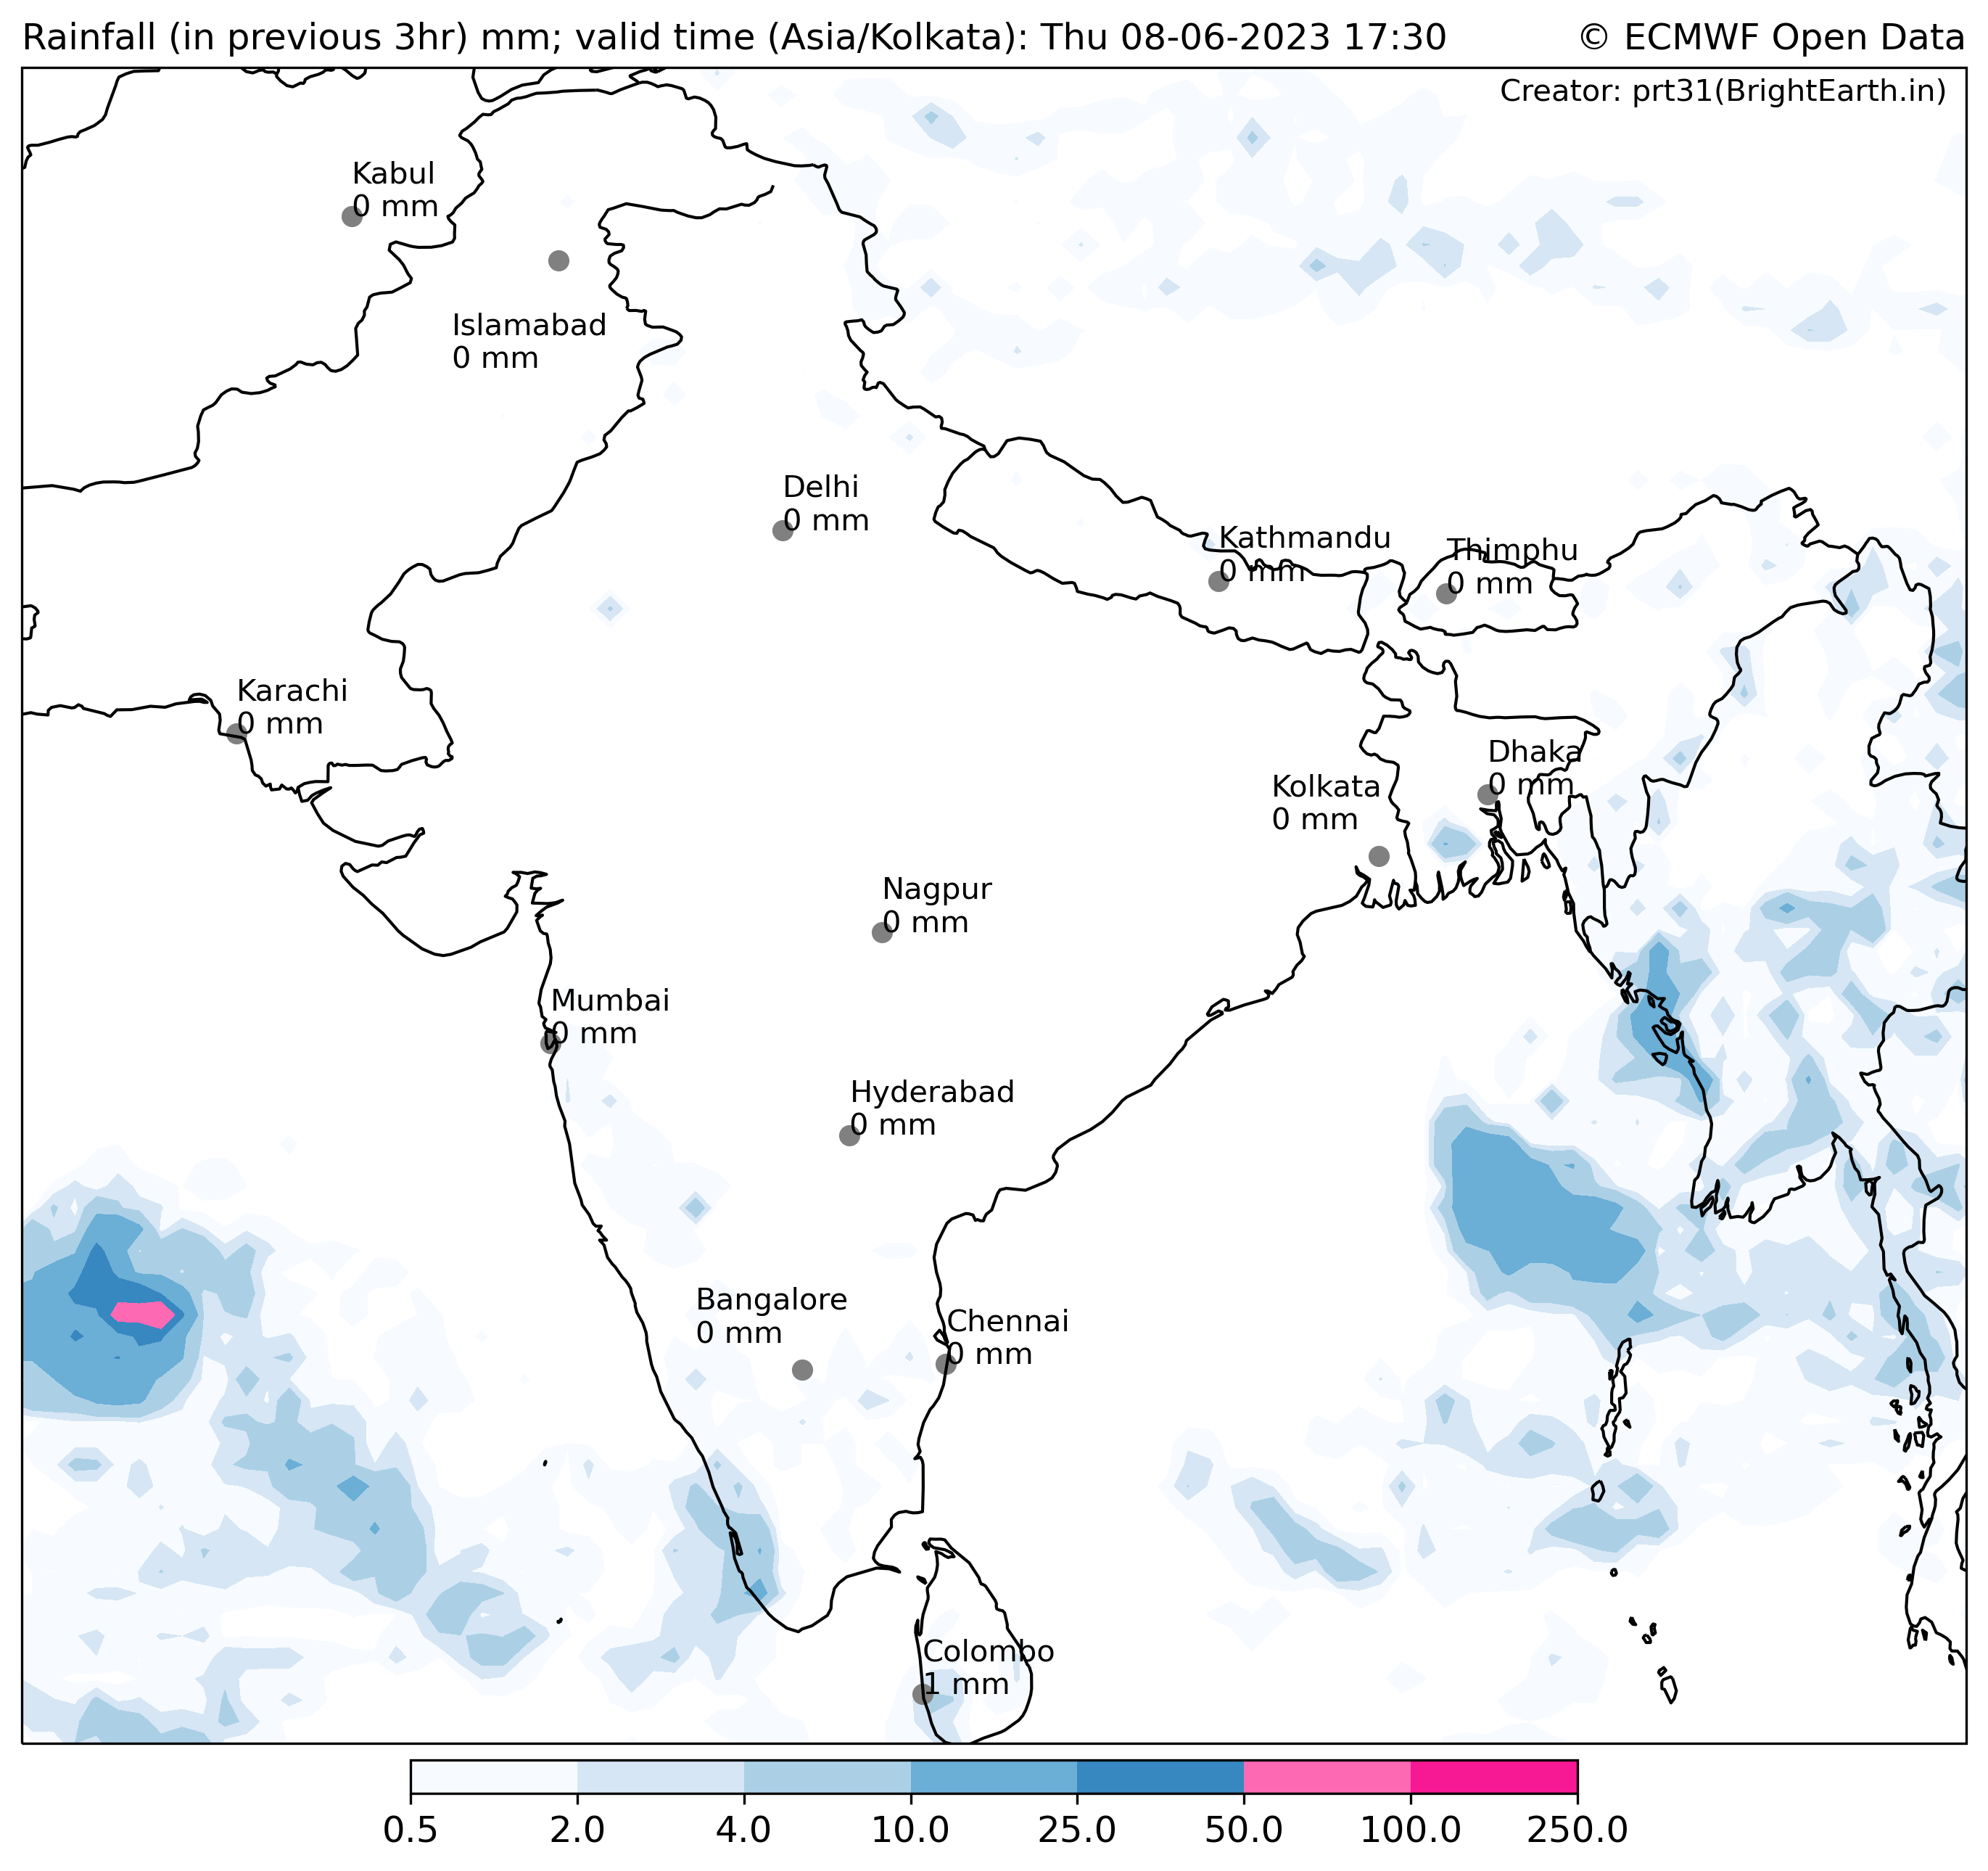 Rainfall (in previous 3hr) mm; valid time (Asia/Kolkata): Thu 08-06-2023 17:30
© ECMWF Open Data
Creator: prt31(BrightEarth.in)
Kabul
0 mm
Islamabad
0 mm
Delhi
0 mm
Kathmandu
0 mm
Thimphu
0 mm
Karachi
0 mm
Dhaka
0 mm
Kolkata
0 mm
Nagpur
0 mm
Mumbai
0 mm
Hyderabad
0 mm
Bangalore
0 mm
Chennai
0 mm
Colombo
1 mm
0.5 2.0 4.0 10.0 25.0 50.0 100.0 250.0